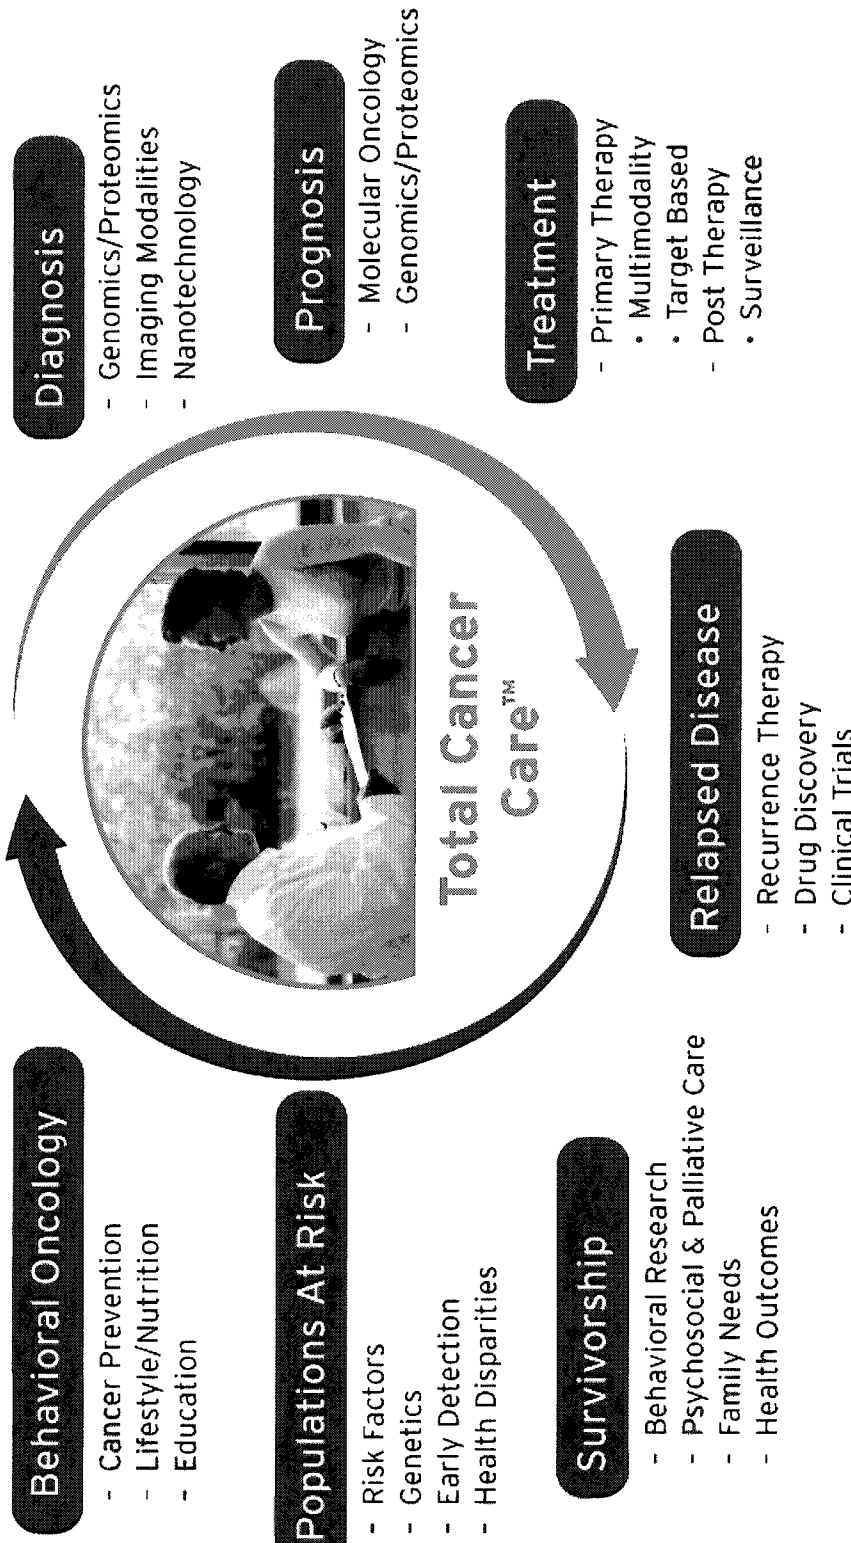 Behavioral Oncology
- Cancer Prevention
- Lifestyle/Nutrition
- Education
Populations At Risk
- Risk Factors
- Genetics
- Early Detection
- Health Disparities
Survivorship
- Behavioral Research
- Psychosocial & Palliative Care
- Family Needs
- Health Outcomes
Total Cancer
Care™
Relapsed Disease
- Recurrence Therapy
- Drug Discovery
- Clinical Trials
Diagnosis
- Genomics/Proteomics
- Imaging Modalities
- Nanotechnology
Prognosis
- Molecular Oncology
- Genomics/Proteomics
Treatment
- Primary Therapy
• Multimodality
• Target Based
- Post Therapy
• Surveillance